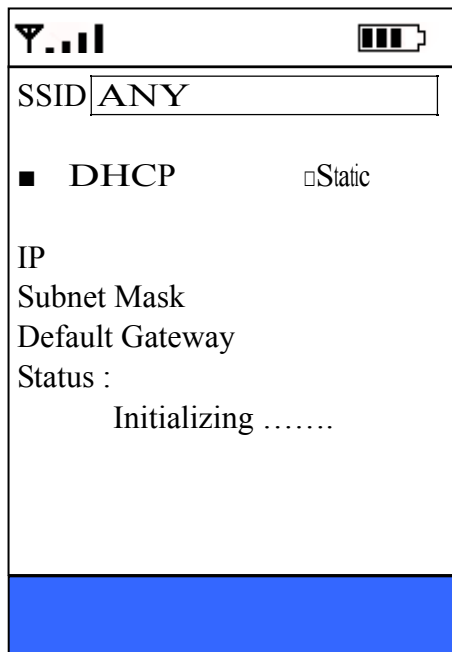 SSID ANY
■ DHCP □Static
IP
Subnet Mask
Default Gateway
Status :
Initializing …….